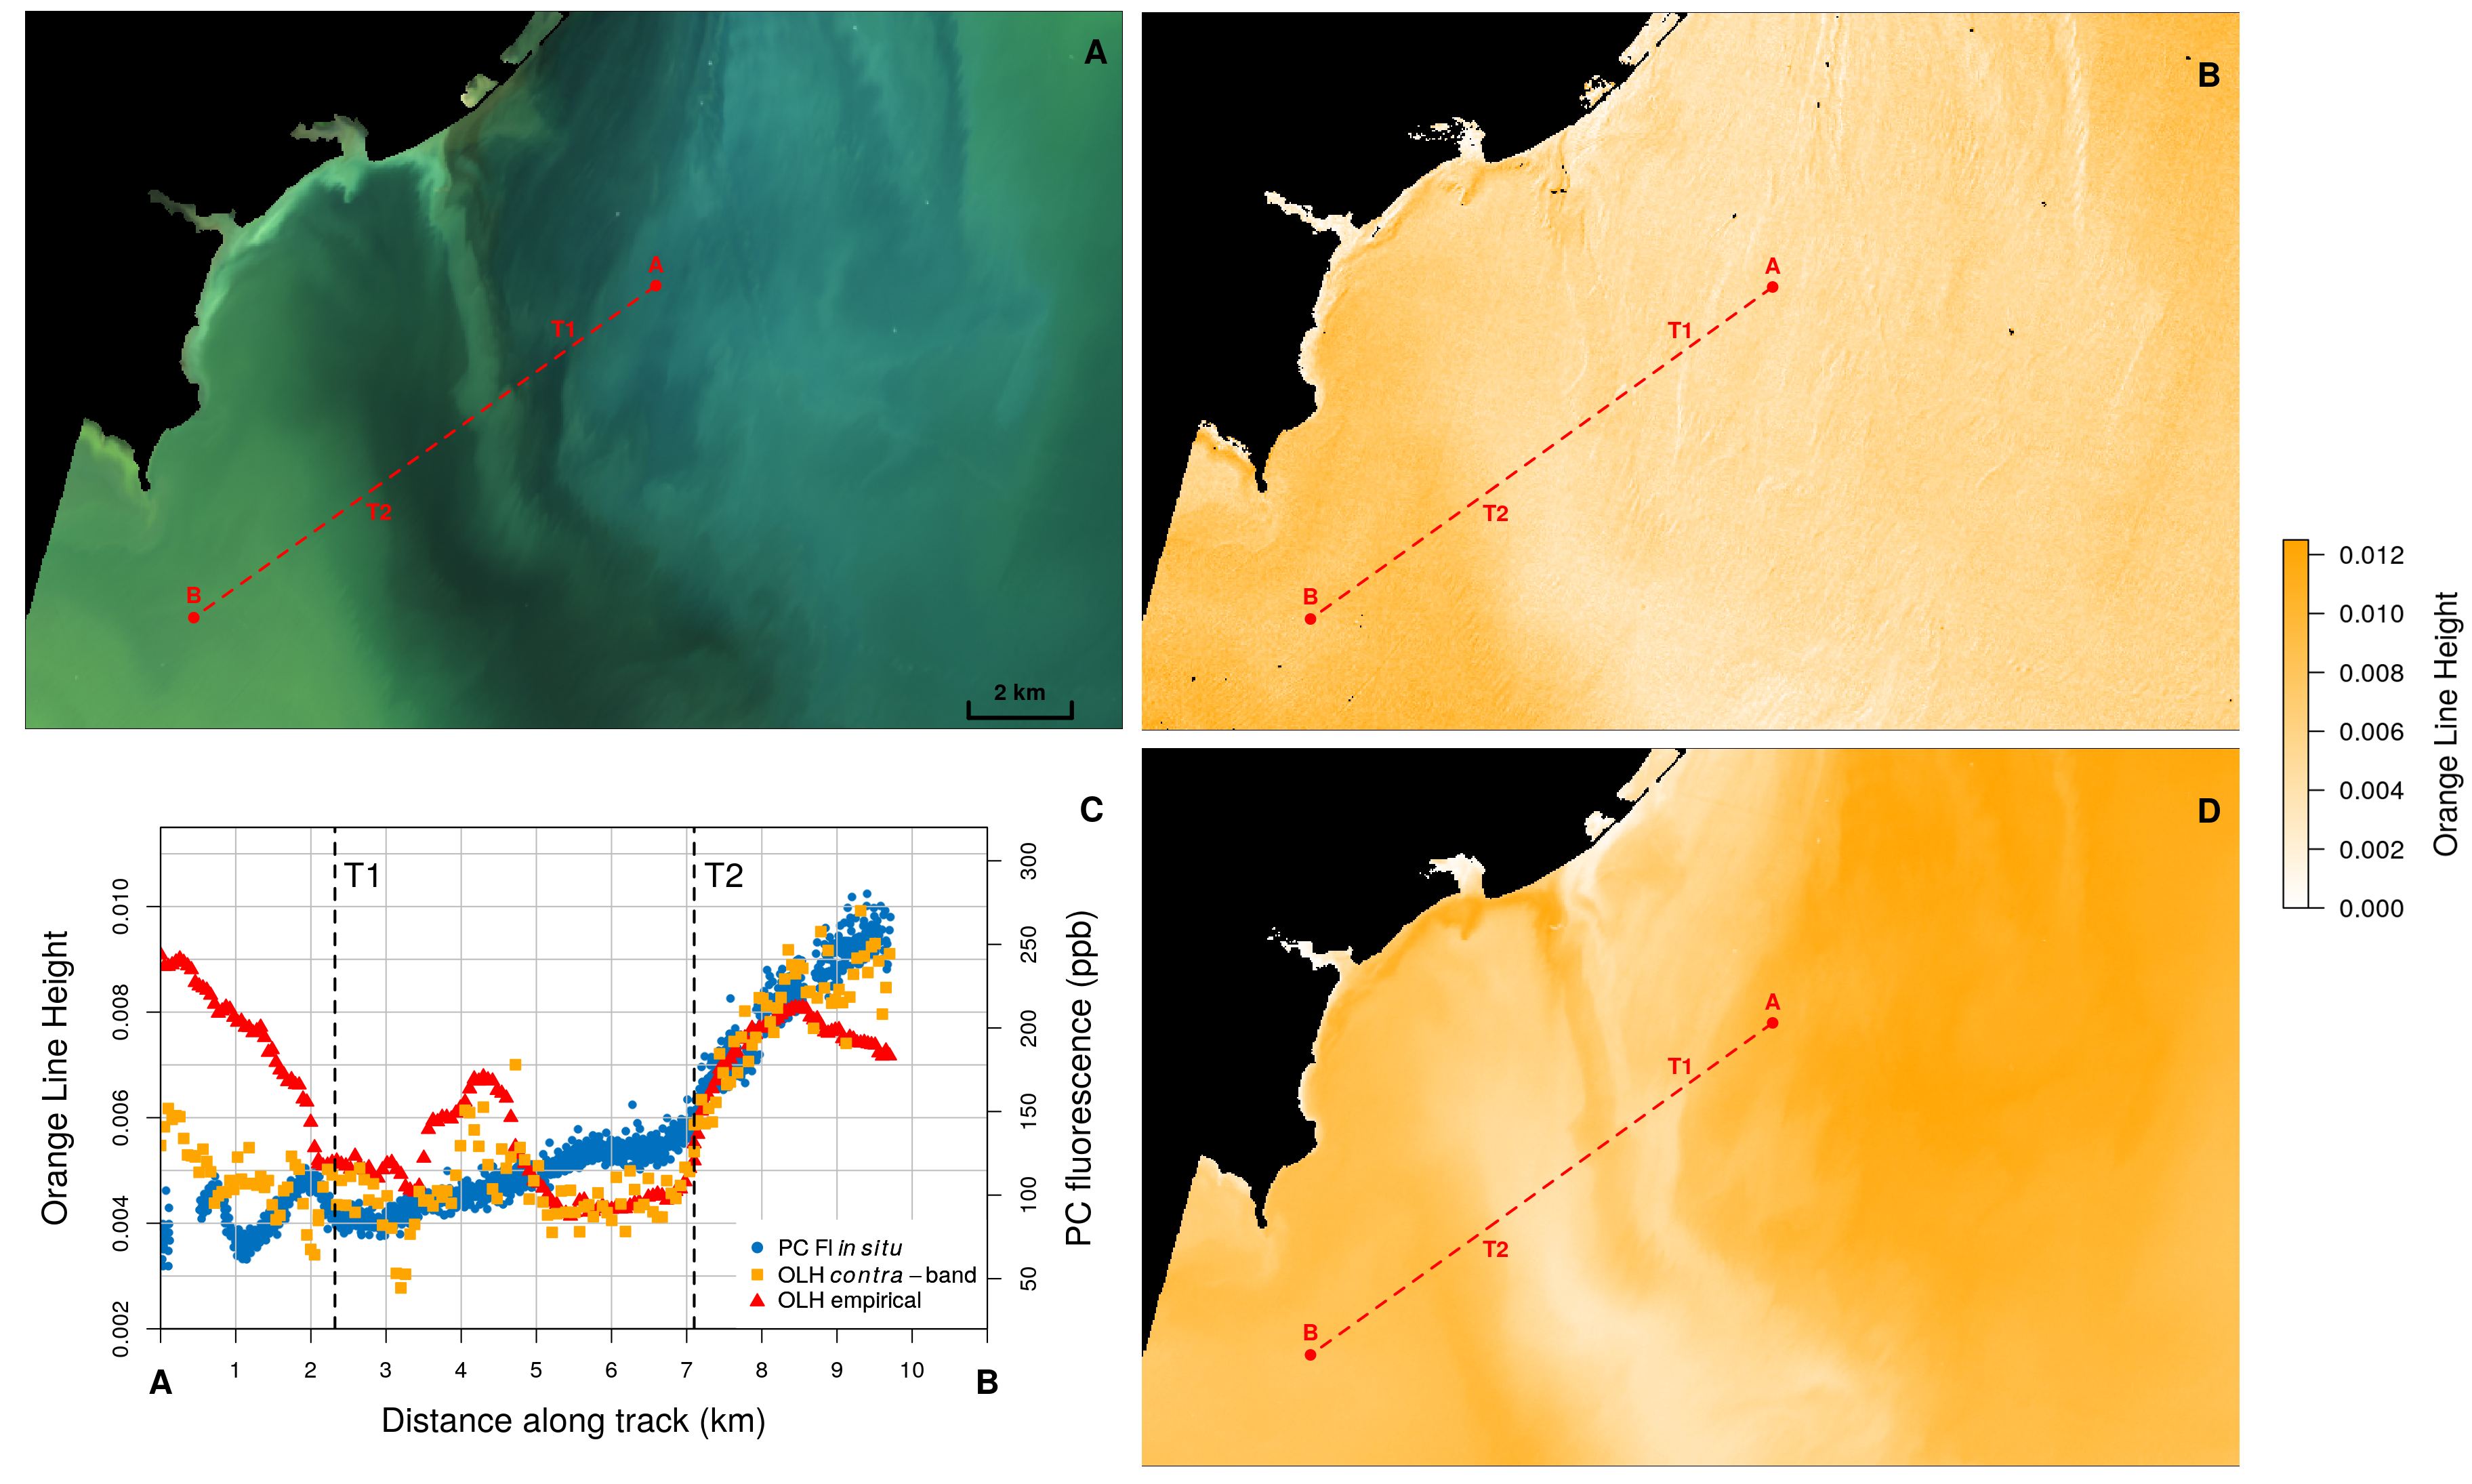 A
A
T1
T2
B
2 km
B
A
T1
T2
B
0.012
0.010
0.008
0.006
0.004
0.002
0.000
Orange Line Height
C
T1
T2
0.010
0.008
0.006
0.004
0.002
Orange Line Height
300
250
200
150
100
50
PC fluorescence (ppb)
PC Fl in situ
OLH contra – band
OLH empirical
1 2 3 4 5 6 7 8 9 10
A B
Distance along track (km)
D
A
T1
T2
B